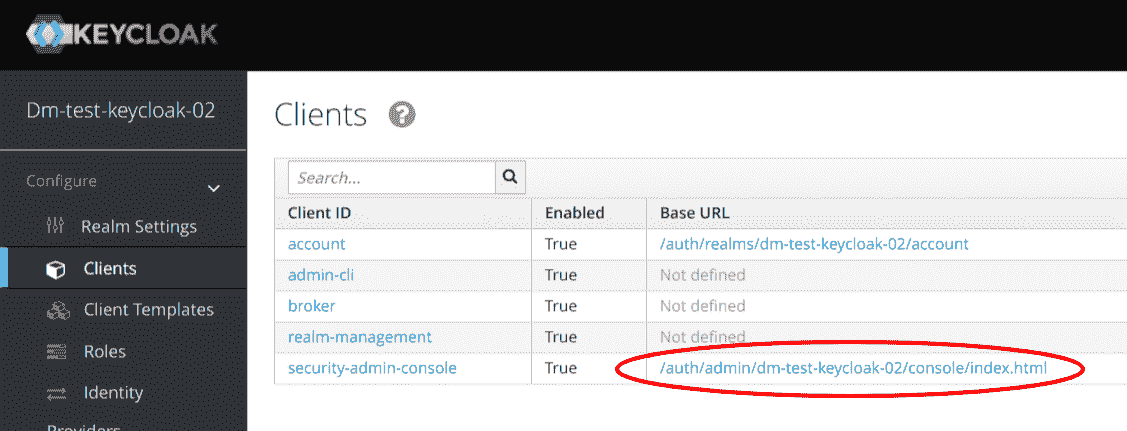 KEYCLOAK
Dm-test-keycloak-02
Configure
Realm Settings
Clients
Client Templates
Roles
Identity
Providers
Clients ?
Search...
Client ID Enabled Base URL
account True /auth/realms/dm-test-keycloak-02/account
admin-cli True Not defined
broker True Not defined
realm-management True Not defined
security-admin-console True /auth/admin/dm-test-keycloak-02/console/index.html